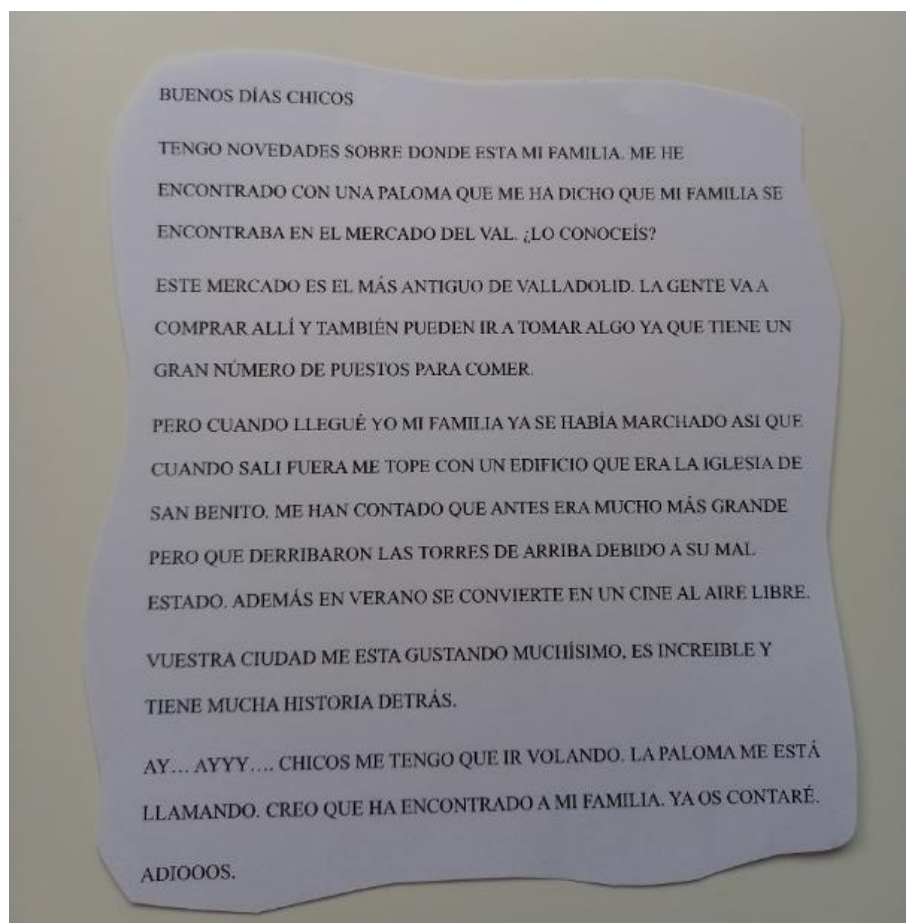 BUENOS DÍAS CHICOS
TENGO NOVEDADES SOBRE DONDE ESTA MI FAMILIA. ME HE
ENCONTRADO CON UNA PALOMA QUE ME HA DICHO QUE MI FAMILIA SE
ENCONTRABA EN EL MERCADO DEL VAL. ¿LO CONOCEÍS?
ESTE MERCADO ES EL MÁS ANTIGUO DE VALLADOLID. LA GENTE VA A
COMPRAR ALLÍ Y TAMBIÉN PUEDEN IR A TOMAR ALGO YA QUE TIENE UN
GRAN NÚMERO DE PUESTOS PARA COMER.
PERO CUANDO LLEGUÉ YO MI FAMILIA YA SE HABÍA MARCHADO ASI QUE
CUANDO SALI FUERA ME TOPE CON UN EDIFICIO QUE ERA LA IGLESIA DE
SAN BENITO. ME HAN CONTADO QUE ANTES ERA MUCHO MÁS GRANDE
PERO QUE DERRIBARON LAS TORRES DE ARRIBA DEBIDO A SU MAL
ESTADO. ADEMÁS EN VERANO SE CONVIERTE EN UN CINE AL AIRE LIBRE.
VUESTRA CIUDAD ME ESTA GUSTANDO MUCHÍSIMO, ES INCREIBLE Y
TIENE MUCHA HISTORIA DETRÁS.
AY… AYYY…. CHICOS ME TENGO QUE IR VOLANDO. LA PALOMA ME ESTÁ
LLAMANDO. CREO QUE HA ENCONTRADO A MI FAMILIA. YA OS CONTARÉ.
ADIOOOS.